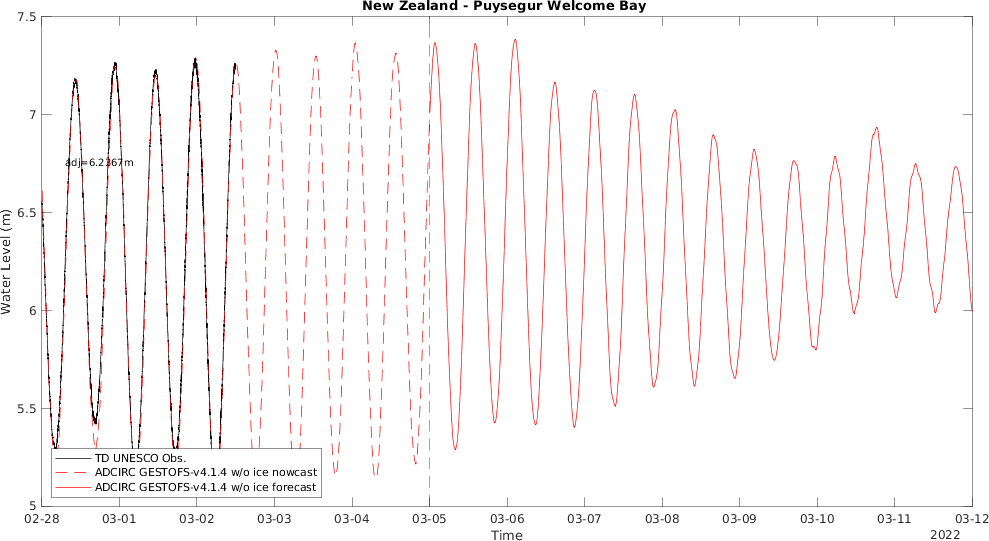 New Zealand - Puysegur Welcome Bay
7.5
7
6.5
6
5.5
5
Water Level (m)
adj=6.2367m
TD UNESCO Obs.
ADCIRC GESTOFS-v4.1.4 w/o ice nowcast
ADCIRC GESTOFS-v4.1.4 w/o ice forecast
02-28 03-01 03-02 03-03 03-04 03-05 03-06 03-07 03-08 03-09 03-10 03-11 03-12
Time
2022